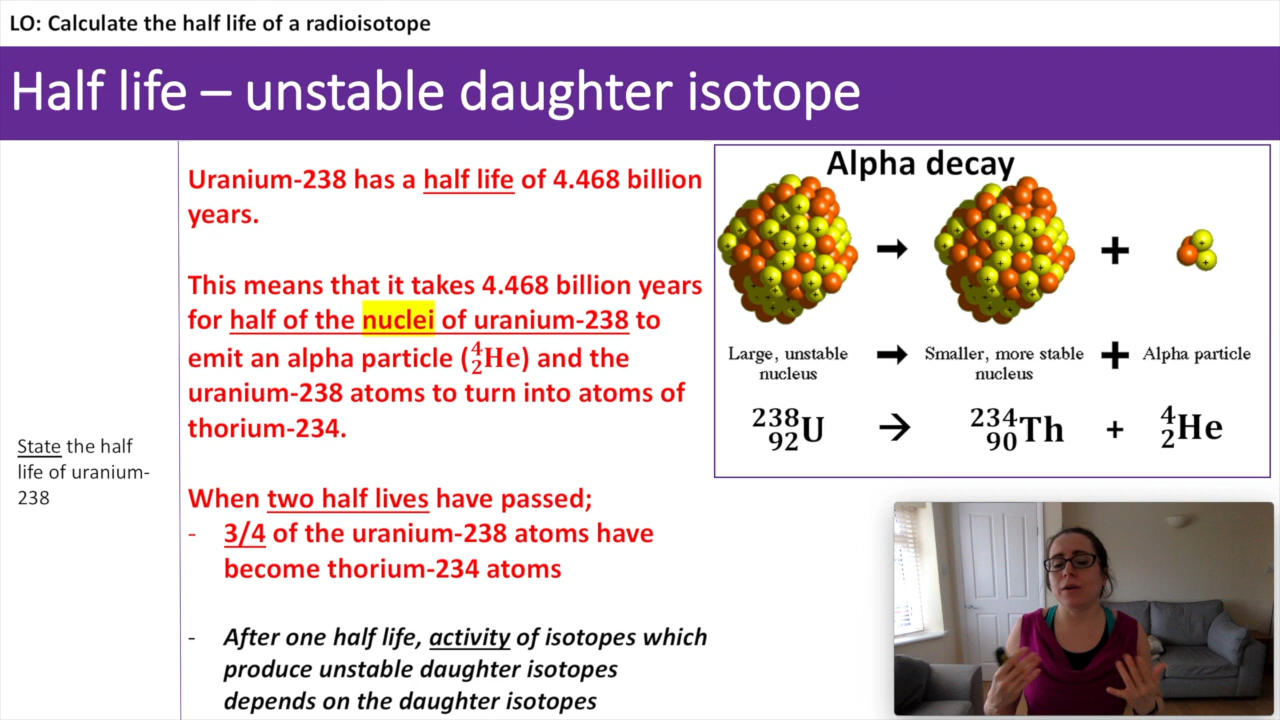 LO: Calculate the half life of a radioisotope
Half life – unstable daughter isotope
State the half
life of uranium-
238
Uranium-238 has a half life of 4.468 billion
years.
This means that it takes 4.468 billion years
for half of the nuclei of uranium-238 to
emit an alpha particle (⁴₂He) and the
uranium-238 atoms to turn into atoms of
thorium-234.
When two half lives have passed;
- 3/4 of the uranium-238 atoms have
become thorium-234 atoms
- After one half life, activity of isotopes which
produce unstable daughter isotopes
depends on the daughter isotopes
Alpha decay
Large, unstable
nucleus
➞
Smaller, more stable
nucleus
+
Alpha particle
²³⁸₉₂U → ²³⁴₉₀Th + ⁴₂He